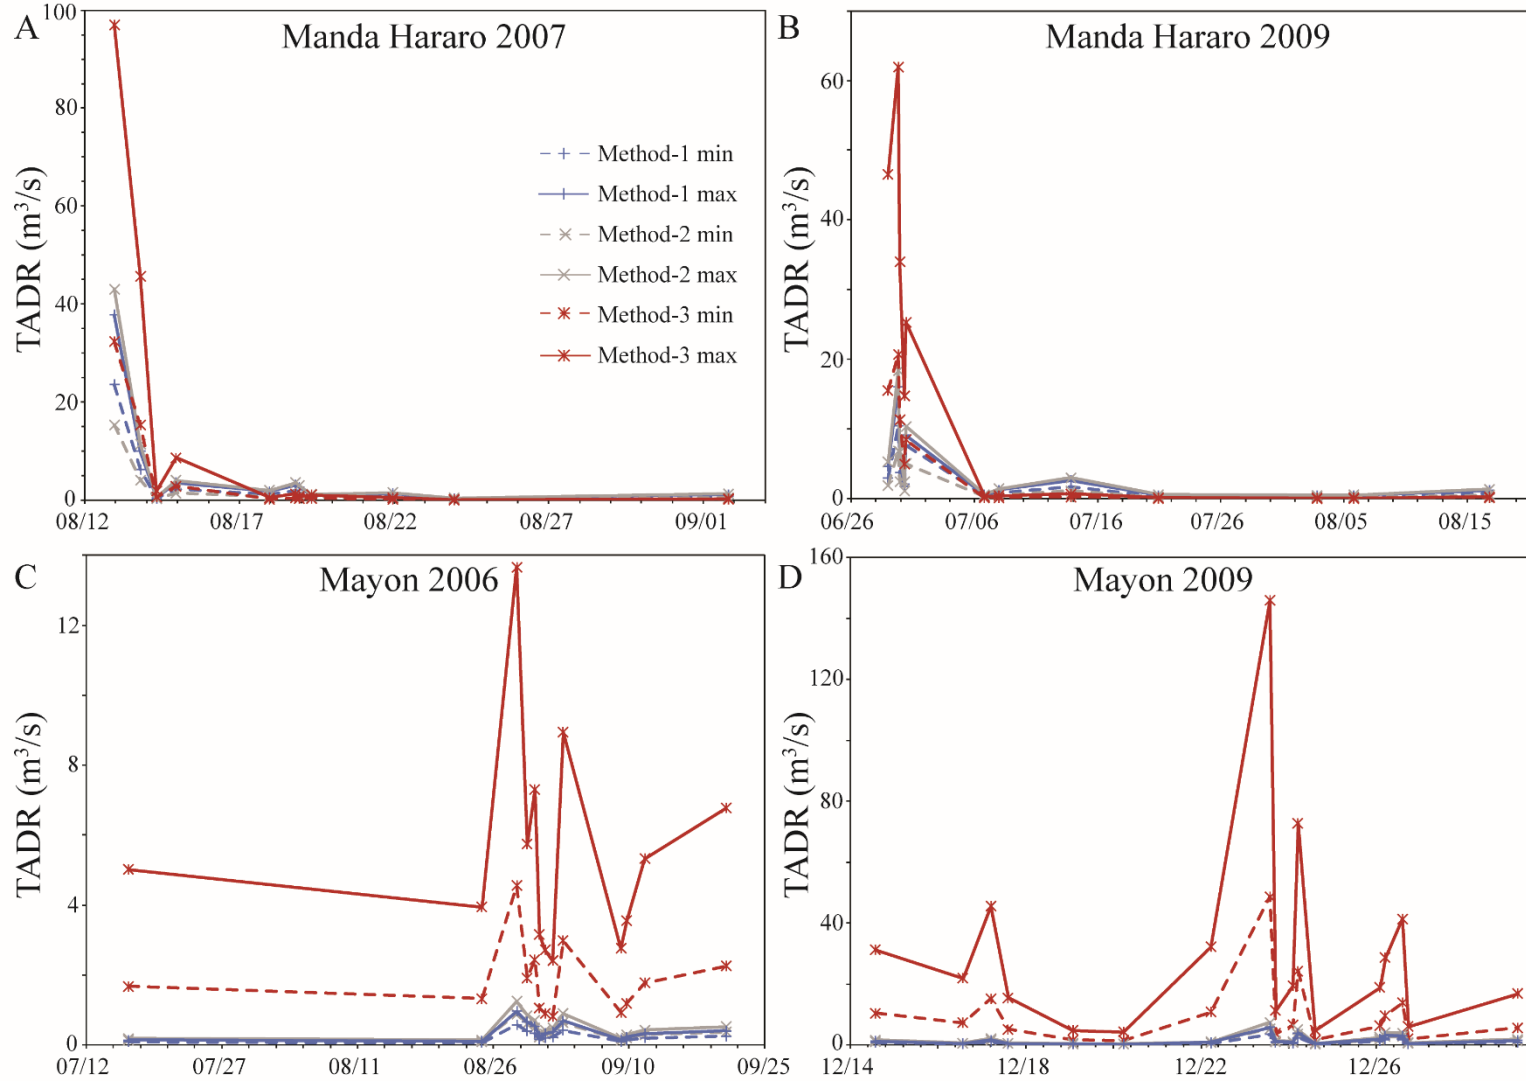 A
Manda Hararo 2007
TADR (m³/s)
100
80
60
40
20
0
08/12
08/17
08/22
08/27
09/01
Method-1 min
Method-1 max
Method-2 min
Method-2 max
Method-3 min
Method-3 max
B
Manda Hararo 2009
TADR (m³/s)
60
40
20
0
06/26
07/06
07/16
07/26
08/05
08/15
C
Mayon 2006
TADR (m³/s)
12
8
4
0
07/12
07/27
08/11
08/26
09/10
09/25
D
Mayon 2009
TADR (m³/s)
160
120
80
40
0
12/14
12/18
12/22
12/26